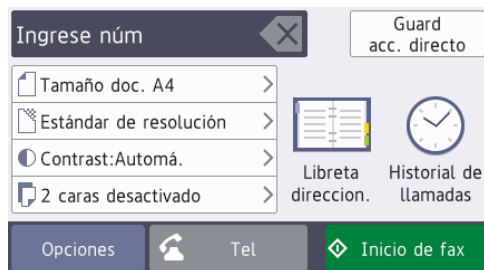 Ingrese núm
Guard
acc. directo
Tamaño doc. A4
Estándar de resolución
Contrast:Automá.
2 caras desactivado
Libreta
direccion.
Historial de
llamadas
Opciones
Tel
Inicio de fax